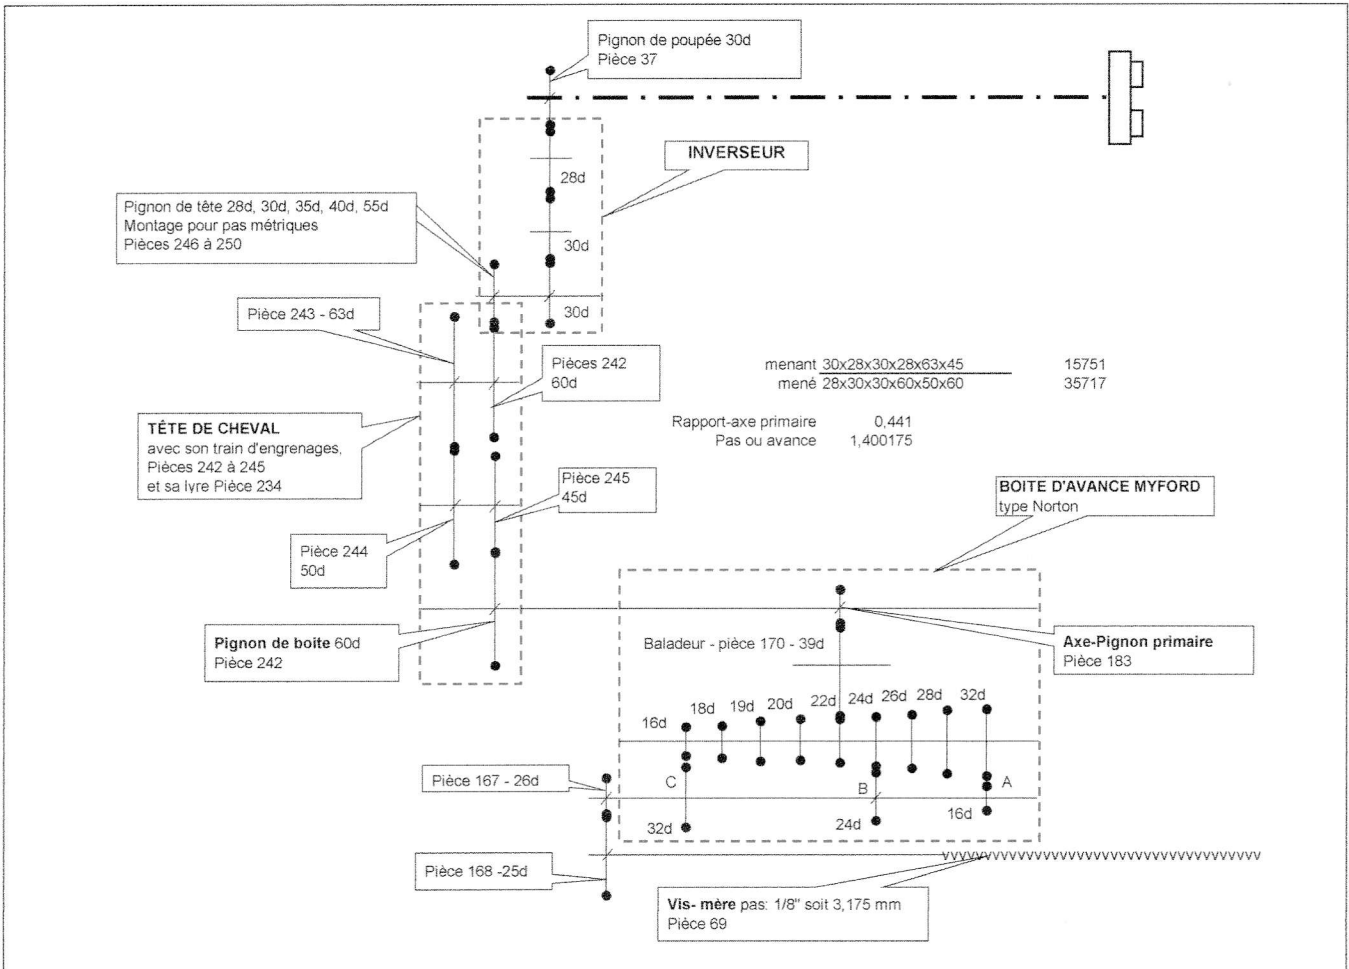 Pignon de poupée 30d
Pièce 37
INVERSEUR
28d
Pignon de tête 28d, 30d, 35d, 40d, 55d
Montage pour pas métriques
Pièces 246 à 250
30d
30d
Pièce 243 - 63d
Pièces 242
60d
menant 30x28x30x28x63x45 15751
mené 28x30x30x60x50x60 35717
Rapport-axe primaire 0,441
Pas ou avance 1,400175
TÉTE DE CHEVAL
avec son train d'engrenages,
Pièces 242 à 245
et sa lyre Pièce 234
Pièce 245
45d
BOITE D'AVANCE MYFORD
type Norton
Pièce 244
50d
Pignon de boite 60d
Pièce 242
Baladeur - pièce 170 - 39d
Axe-Pignon primaire
Pièce 183
16d 18d 19d 20d 22d 24d 26d 28d 32d
Pièce 167 - 26d
C B A
32d 24d 16d
Pièce 168 -25d
Vis- mère pas: 1/8" soit 3,175 mm
Pièce 69